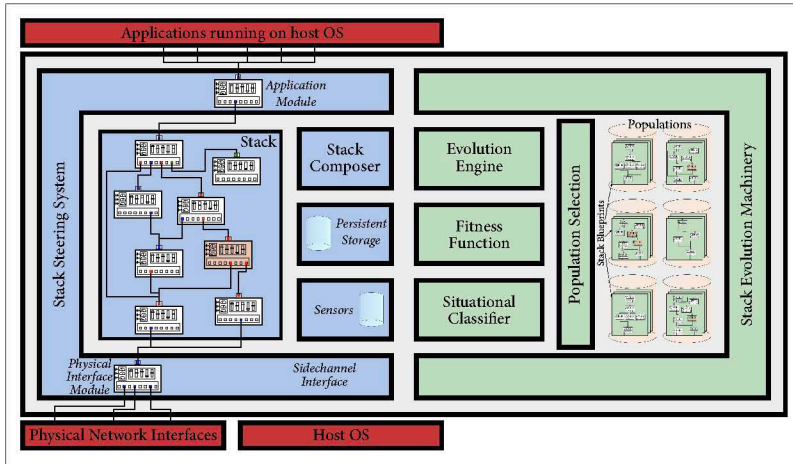 Applications running on host OS
Application
Module
Stack Steering System
Stack
Stack
Composer
Persistent
Storage
Sensors
Evolution
Engine
Fitness
Function
Situational
Classifier
Population Selection
Populations
Stack Blueprints
Stack Evolution Machinery
Physical
Interface
Module
Sidechannel
Interface
Physical Network Interfaces
Host OS